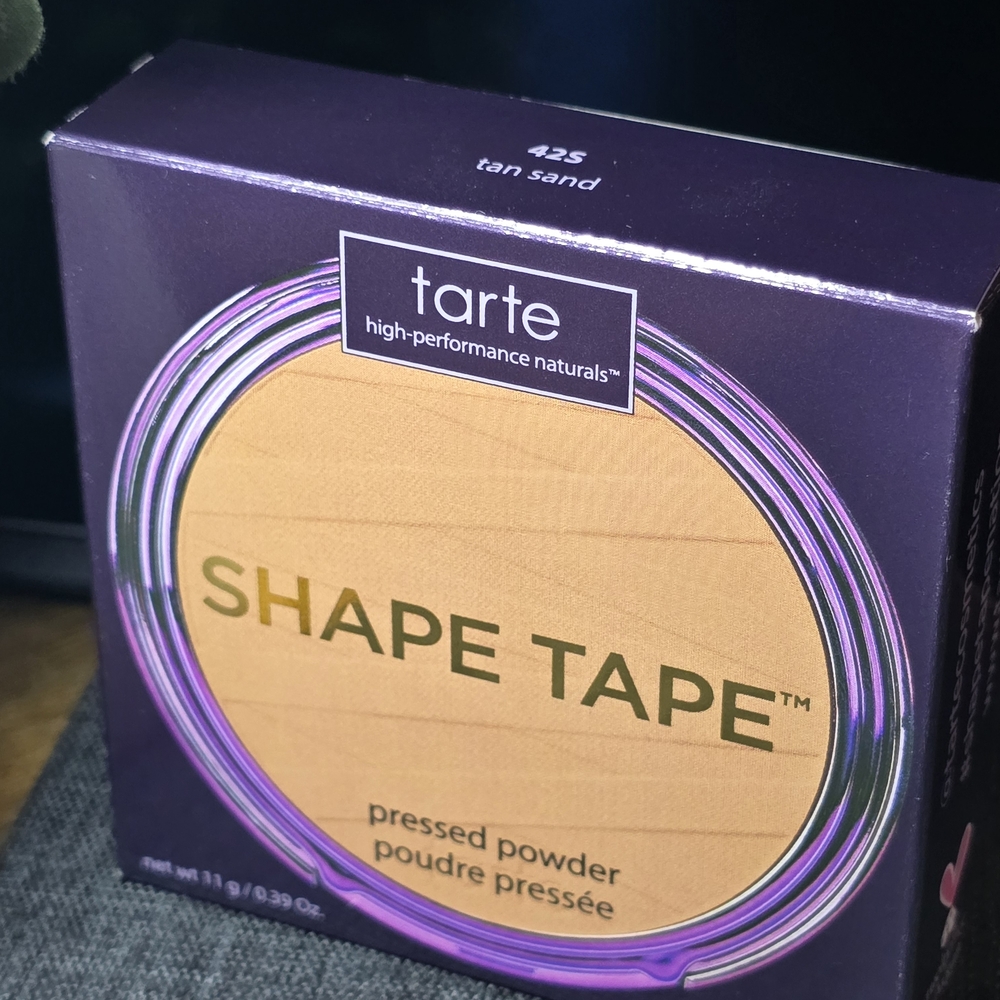 42S
tan sand
tarte
high-performance naturals™
SHAPE TAPE™
pressed powder
poudre pressée
net wt 11 g / 0.39 Oz.